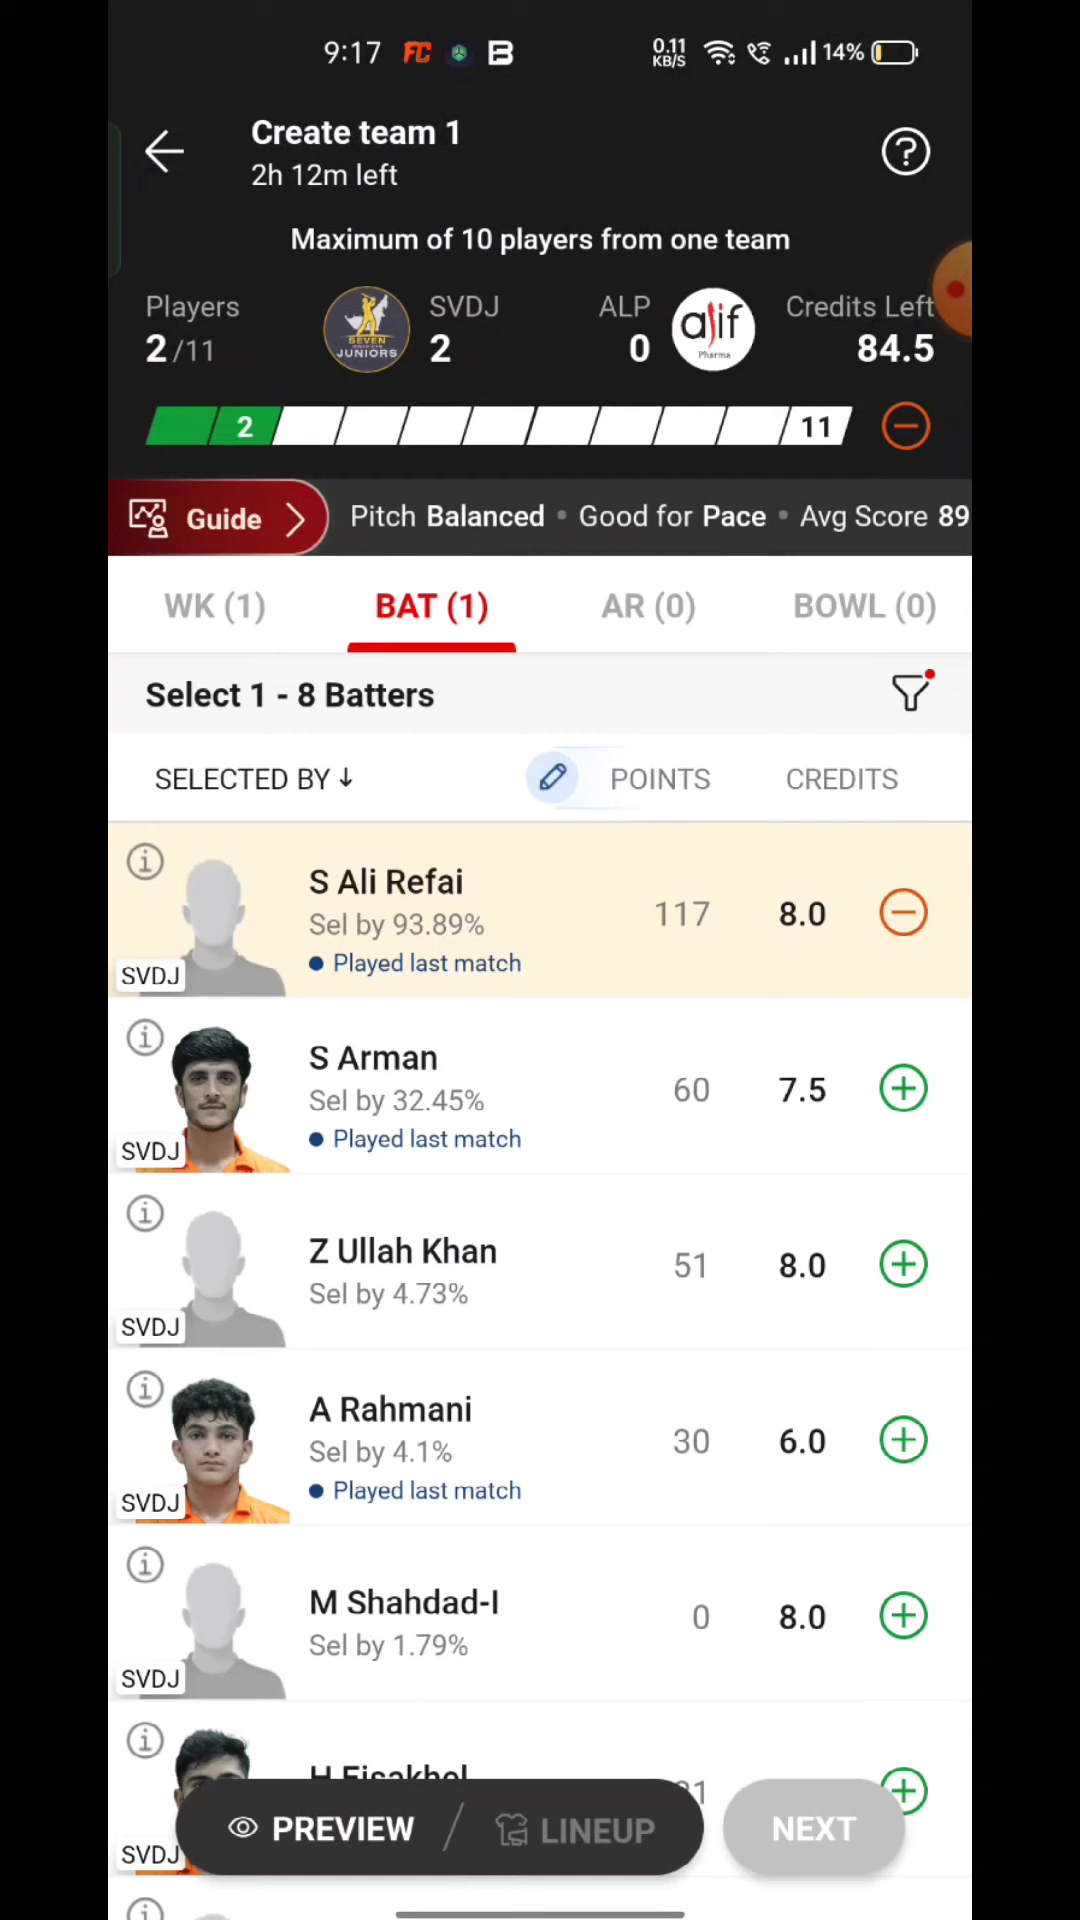 9:17 FC B 0.11 KB/S 14%
Create team 1
2h 12m left
Maximum of 10 players from one team
Players SVDJ ALP Credits Left
2/11 2 0 84.5
SEVEN
JUNIORS
alif
Pharma
2 11
Guide Pitch Balanced • Good for Pace • Avg Score 89
WK (1) BAT (1) AR (0) BOWL (0)
Select 1 - 8 Batters
SELECTED BY ↓ POINTS CREDITS
S Ali Refai
Sel by 93.89% 117 8.0
Played last match
SVDJ
S Arman
Sel by 32.45% 60 7.5
Played last match
SVDJ
Z Ullah Khan
Sel by 4.73% 51 8.0
SVDJ
A Rahmani
Sel by 4.1% 30 6.0
Played last match
SVDJ
M Shahdad-I
Sel by 1.79% 0 8.0
SVDJ
H Eisakhel
PREVIEW / LINEUP NEXT
SVDJ